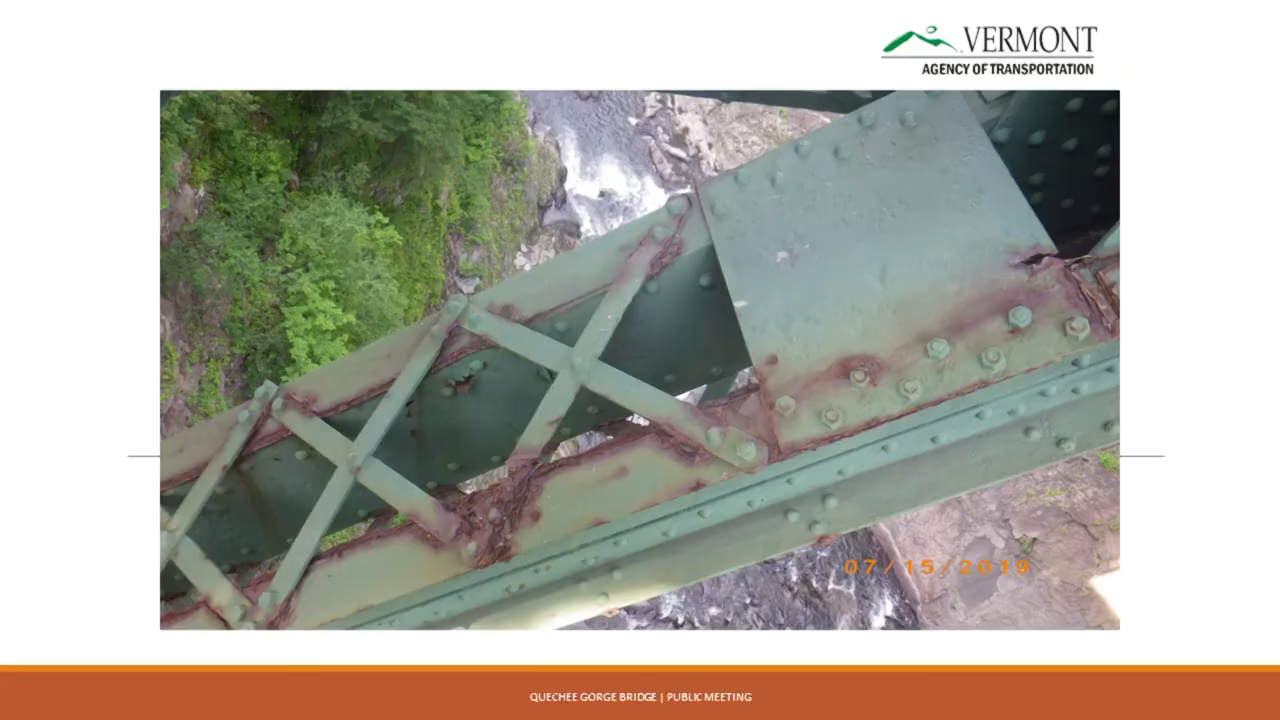 VERMONT
AGENCY OF TRANSPORTATION
07/15/2019
QUECHEE GORGE BRIDGE | PUBLIC MEETING